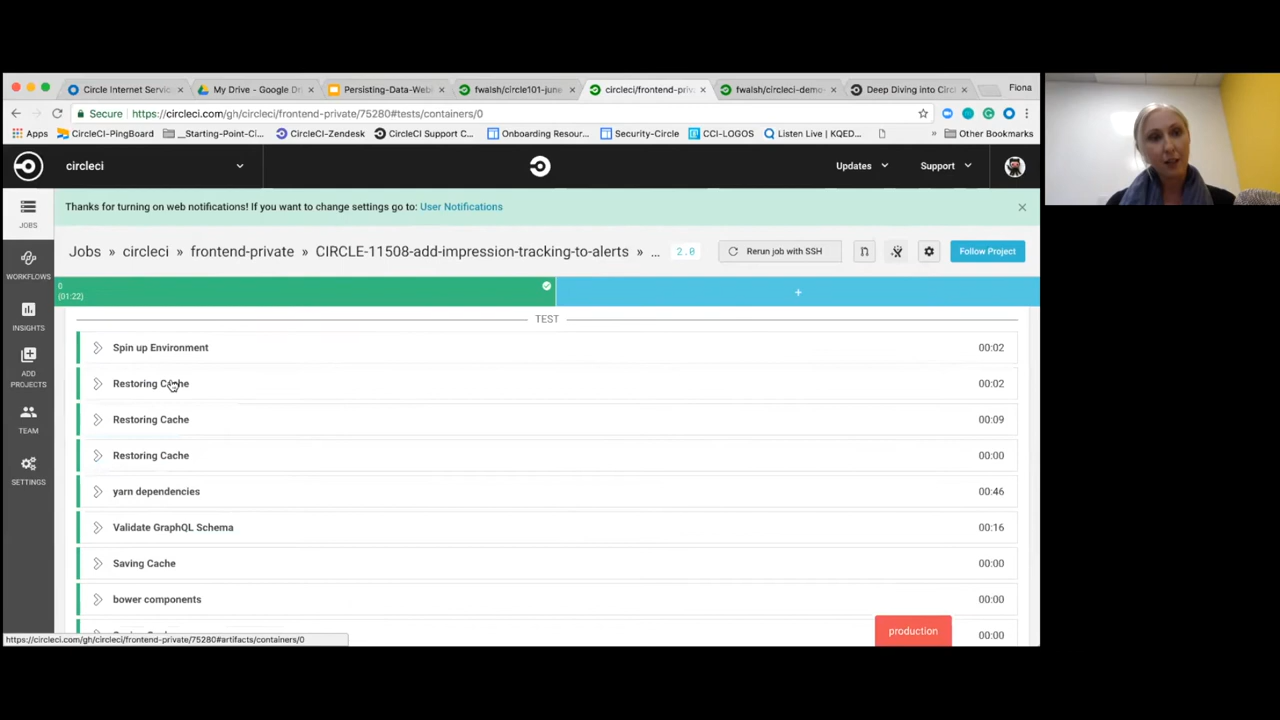 Circle Internet Servic
My Drive - Google Dr
Persisting-Data-Web
fwalsh/circle101-june
circleci/frontend-priva
fwalsh/circleci-demo-
Deep Diving into Circ
Fiona
Secure
https://circleci.com/gh/circleci/frontend-private/75280#tests/containers/0
Apps
CircleCI-PingBoard
__Starting-Point-Ci...
CircleCI-Zendesk
CircleCI Support C...
Onboarding Resour...
Security-Circle
CCI-LOGOS
Listen Live | KQED...
»
Other Bookmarks
circleci
Updates
Support
JOBS
Thanks for turning on web notifications! If you want to change settings go to: User Notifications
Jobs » circleci » frontend-private » CIRCLE-11508-add-impression-tracking-to-alerts » ...
2.0
Rerun job with SSH
Follow Project
WORKFLOWS
0
(01:22)
+
INSIGHTS
TEST
Spin up Environment 00:02
ADD
PROJECTS
Restoring Cache 00:02
TEAM
Restoring Cache 00:09
Restoring Cache 00:00
SETTINGS
yarn dependencies 00:46
Validate GraphQL Schema 00:16
Saving Cache 00:00
bower components 00:00
production
00:00
https://circleci.com/gh/circleci/frontend-private/75280#artifacts/containers/0